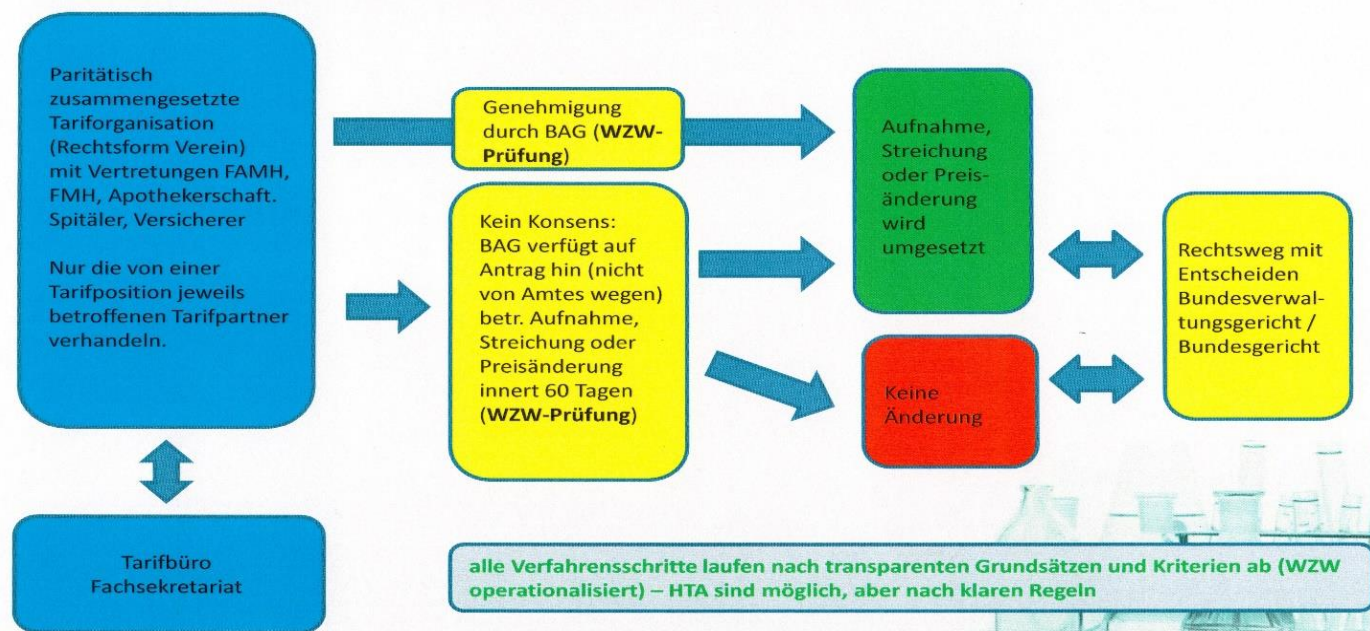 Paritätisch
zusammengesetzte
Tariforganisation
(Rechtsform Verein)
mit Vertretungen FAMH,
FMH, Apothekerschaft.
Spitäler, Versicherer
Nur die von einer
Tarifposition jeweils
betroffenen Tarifpartner
verhandeln.
Tarifbüro
Fachsekretariat
Genehmigung
durch BAG (WZW-
Prüfung)
Kein Konsens:
BAG verfügt auf
Antrag hin (nicht
von Amtes wegen)
betr. Aufnahme,
Streichung oder
Preisänderung
innert 60 Tagen
(WZW-Prüfung)
Aufnahme,
Streichung
oder Preis-
änderung
wird
umgesetzt
Keine
Änderung
Rechtsweg mit
Entscheiden
Bundesverwal-
tungsgericht /
Bundesgericht
alle Verfahrensschritte laufen nach transparenten Grundsätzen und Kriterien ab (WZW
operationalisiert) – HTA sind möglich, aber nach klaren Regeln